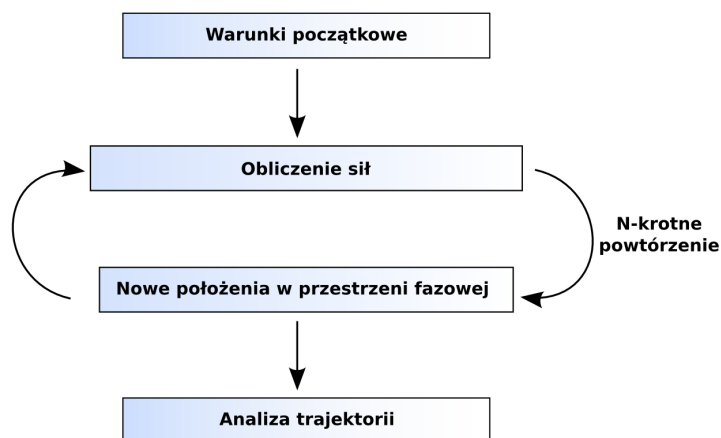 Warunki początkowe
Obliczenie sił
N-krotne
powtórzenie
Nowe położenia w przestrzeni fazowej
Analiza trajektorii